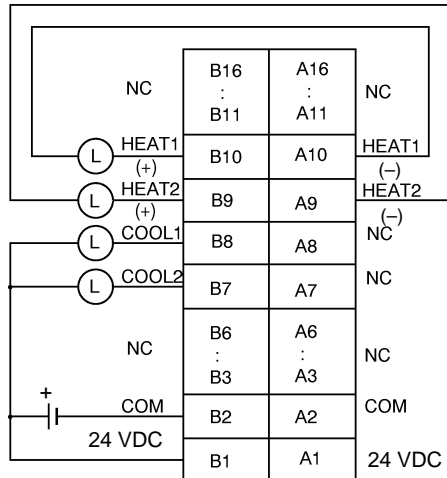 NC B16 A16 NC
: :
B11 A11
L HEAT1 (+) B10 A10 HEAT1 (–)
L HEAT2 (+) B9 A9 HEAT2 (–)
L COOL1 B8 A8 NC
L COOL2 B7 A7 NC
NC B6 A6 NC
: :
B3 A3
+ COM B2 A2 COM
24 VDC B1 A1 24 VDC